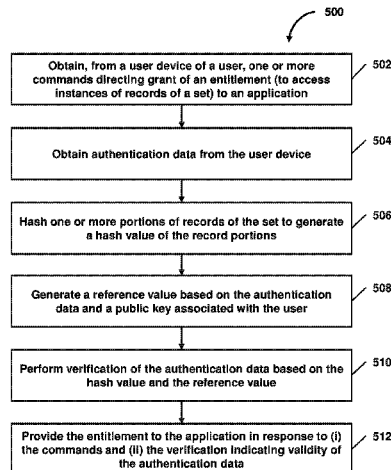 500
Obtain, from a user device of a user, one or more
commands directing grant of an entitlement (to access
instances of records of a set) to an application
502
Obtain authentication data from the user device
504
Hash one or more portions of records of the set to generate
a hash value of the record portions
506
Generate a reference value based on the authentication
data and a public key associated with the user
508
Perform verification of the authentication data based on
the hash value and the reference value
510
Provide the entitlement to the application in response to (i)
the commands and (ii) the verification indicating validity of
the authentication data
512